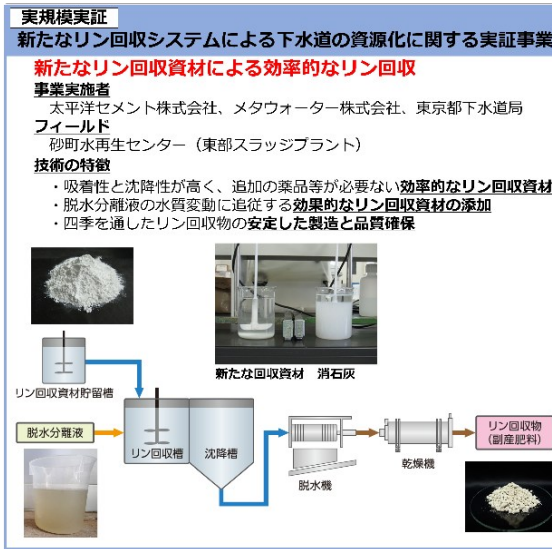 実規模実証
新たなリン回収システムによる下水道の資源化に関する実証事業
新たなリン回収資材による効率的なリン回収
事業実施者
太平洋セメント株式会社、メタウォーター株式会社、東京都下水道局
フィールド
砂町水再生センター（東部スラッジプラント）
技術の特徴
・吸着性と沈降性が高く、追加の薬品等が必要ない効率的なリン回収資材
・脱水分離液の水質変動に追従する効果的なリン回収資材の添加
・四季を通したリン回収物の安定した製造と品質確保
新たな回収資材　消石灰
リン回収資材貯留槽
脱水分離液
リン回収槽
沈降槽
脱水機
乾燥機
リン回収物
（副産肥料）